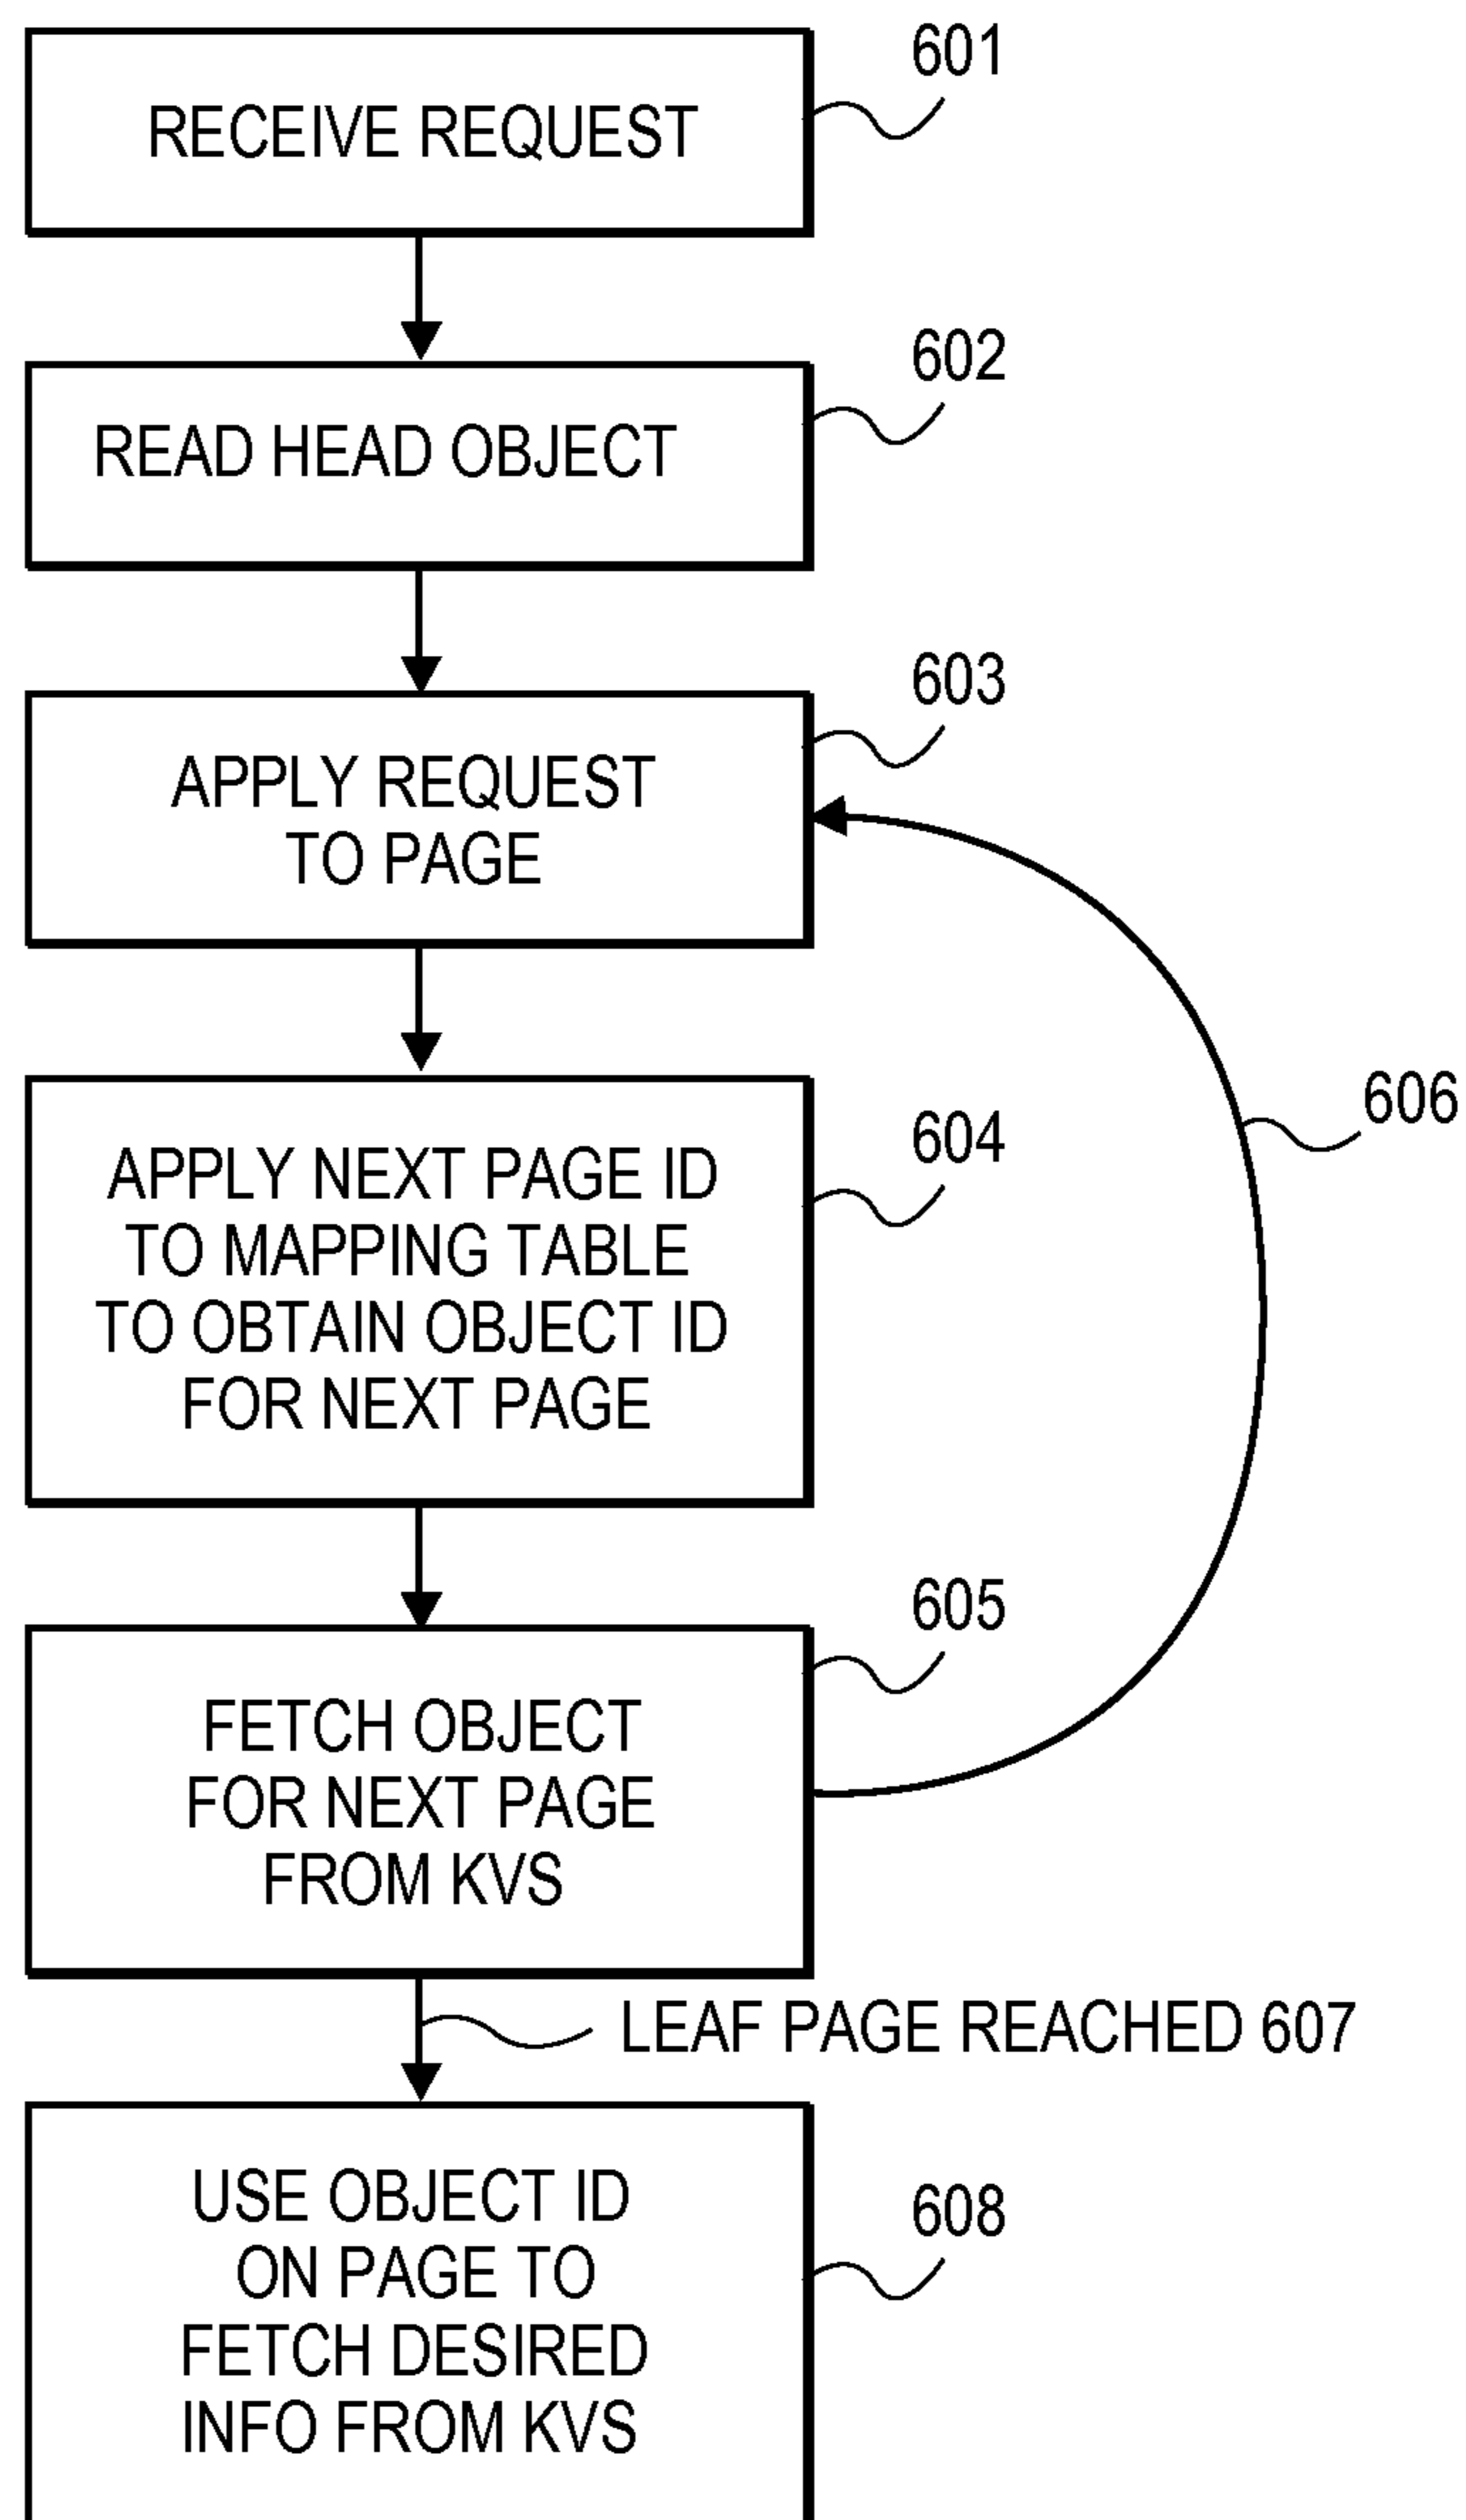 601
RECEIVE REQUEST
602
READ HEAD OBJECT
603
APPLY REQUEST
TO PAGE
606
604
APPLY NEXT PAGE ID
TO MAPPING TABLE
TO OBTAIN OBJECT ID
FOR NEXT PAGE
605
FETCH OBJECT
FOR NEXT PAGE
FROM KVS
LEAF PAGE REACHED 607
USE OBJECT ID
608
ON PAGE TO
FETCH DESIRED
INFO FROM KVS